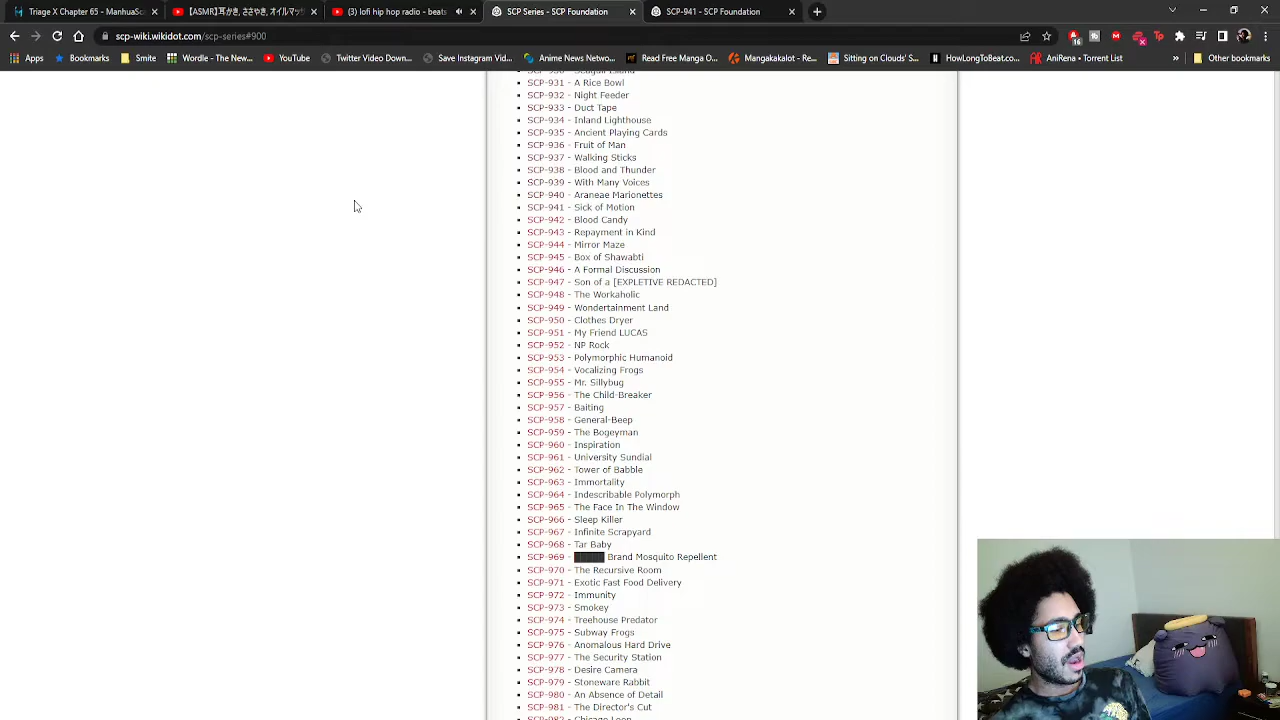 Triage X Chapter 65 - ManhuaSc
【ASMR】耳かき、ささやき、オイルマッサ
(3) lofi hip hop radio - beats
SCP Series - SCP Foundation
SCP-941 - SCP Foundation
scp-wiki.wikidot.com/scp-series#900
16
Apps
Bookmarks
Smite
Wordle - The New...
YouTube
Twitter Video Down...
Save Instagram Vid...
Anime News Networ...
Read Free Manga O...
Mangakakalot - Re...
Sitting on Clouds' S...
HowLongToBeat.co...
AniRena | Torrent List
»
Other bookmarks
SCP-930 - Seagull Island
SCP-931 - A Rice Bowl
SCP-932 - Night Feeder
SCP-933 - Duct Tape
SCP-934 - Inland Lighthouse
SCP-935 - Ancient Playing Cards
SCP-936 - Fruit of Man
SCP-937 - Walking Sticks
SCP-938 - Blood and Thunder
SCP-939 - With Many Voices
SCP-940 - Araneae Marionettes
SCP-941 - Sick of Motion
SCP-942 - Blood Candy
SCP-943 - Repayment in Kind
SCP-944 - Mirror Maze
SCP-945 - Box of Shawabti
SCP-946 - A Formal Discussion
SCP-947 - Son of a [EXPLETIVE REDACTED]
SCP-948 - The Workaholic
SCP-949 - Wondertainment Land
SCP-950 - Clothes Dryer
SCP-951 - My Friend LUCAS
SCP-952 - NP Rock
SCP-953 - Polymorphic Humanoid
SCP-954 - Vocalizing Frogs
SCP-955 - Mr. Sillybug
SCP-956 - The Child-Breaker
SCP-957 - Baiting
SCP-958 - General-Beep
SCP-959 - The Bogeyman
SCP-960 - Inspiration
SCP-961 - University Sundial
SCP-962 - Tower of Babble
SCP-963 - Immortality
SCP-964 - Indescribable Polymorph
SCP-965 - The Face In The Window
SCP-966 - Sleep Killer
SCP-967 - Infinite Scrapyard
SCP-968 - Tar Baby
SCP-969 - █████ Brand Mosquito Repellent
SCP-970 - The Recursive Room
SCP-971 - Exotic Fast Food Delivery
SCP-972 - Immunity
SCP-973 - Smokey
SCP-974 - Treehouse Predator
SCP-975 - Subway Frogs
SCP-976 - Anomalous Hard Drive
SCP-977 - The Security Station
SCP-978 - Desire Camera
SCP-979 - Stoneware Rabbit
SCP-980 - An Absence of Detail
SCP-981 - The Director's Cut
SCP-982 - Chicago Loop